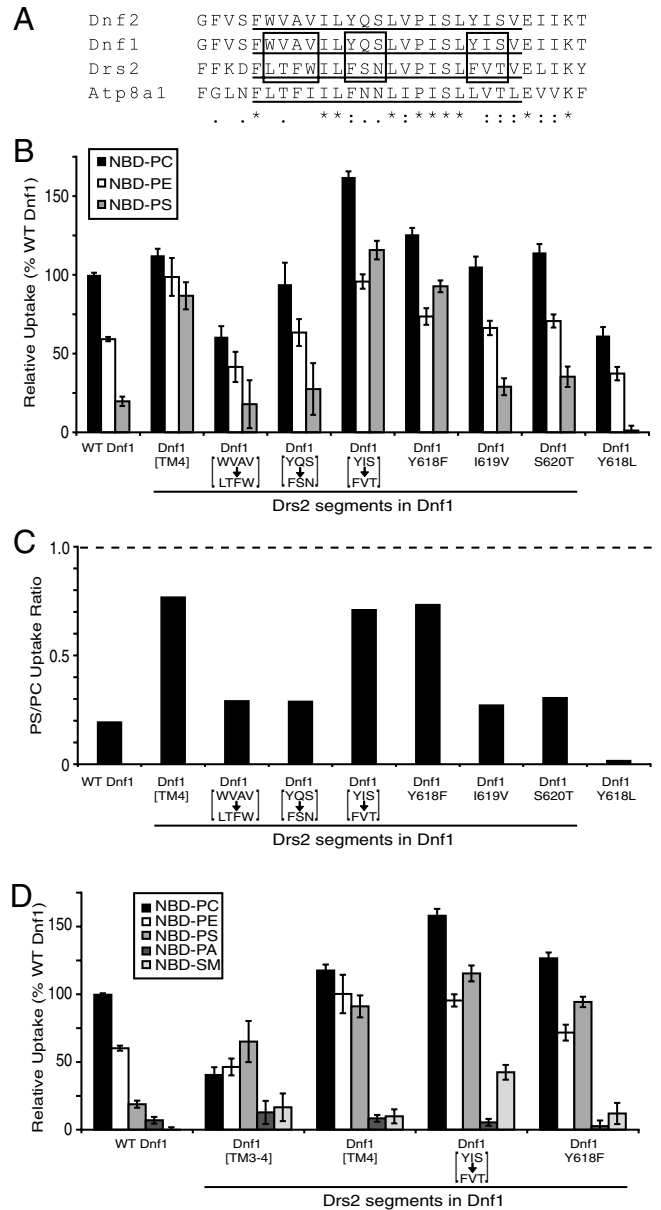 A
Dnf2 GFVSFWVAVILYQSLVPISLYISVEIIKT
Dnf1 GFVSFWVAVILYQSLVPISLYISVEIIKT
Drs2 FFKDFLTFWILFSNLVPISLFVTVELIKY
Atp8a1 FGLNFLTFIILFNNLIPISLLVTLEVVKF
. . * . **:..*:**** :::*::*
B
NBD-PC
NBD-PE
NBD-PS
Relative Uptake (% WT Dnf1)
150
100
50
0
WT Dnf1
Dnf1 [TM4]
Dnf1 [WVAV ↓ LTFW]
Dnf1 [YQS ↓ FSN]
Dnf1 [YIS ↓ FVT]
Dnf1 Y618F
Dnf1 I619V
Dnf1 S620T
Dnf1 Y618L
Drs2 segments in Dnf1
C
PS/PC Uptake Ratio
1.0
0.5
0
WT Dnf1
Dnf1 [TM4]
Dnf1 [WVAV ↓ LTFW]
Dnf1 [YQS ↓ FSN]
Dnf1 [YIS ↓ FVT]
Dnf1 Y618F
Dnf1 I619V
Dnf1 S620T
Dnf1 Y618L
Drs2 segments in Dnf1
D
NBD-PC
NBD-PE
NBD-PS
NBD-PA
NBD-SM
Relative Uptake (% WT Dnf1)
150
100
50
0
WT Dnf1
Dnf1 [TM3-4]
Dnf1 [TM4]
Dnf1 [YIS ↓ FVT]
Dnf1 Y618F
Drs2 segments in Dnf1